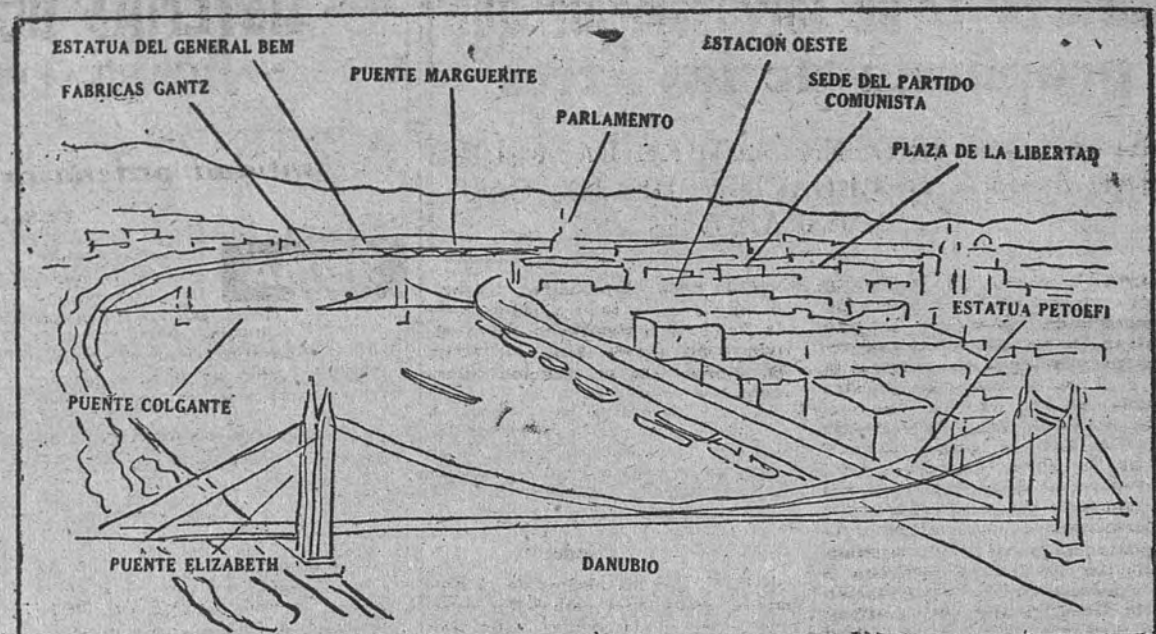 ESTATUA DEL GENERAL BEM
FABRICAS GANTZ
PUENTE MARGUERITE
PARLAMENTO
ESTACION OESTE
SEDE DEL PARTIDO
COMUNISTA
PLAZA DE LA LIBERTAD
ESTATUA PETOEFI
PUENTE COLGANTE
PUENTE ELIZABETH
DANUBIO